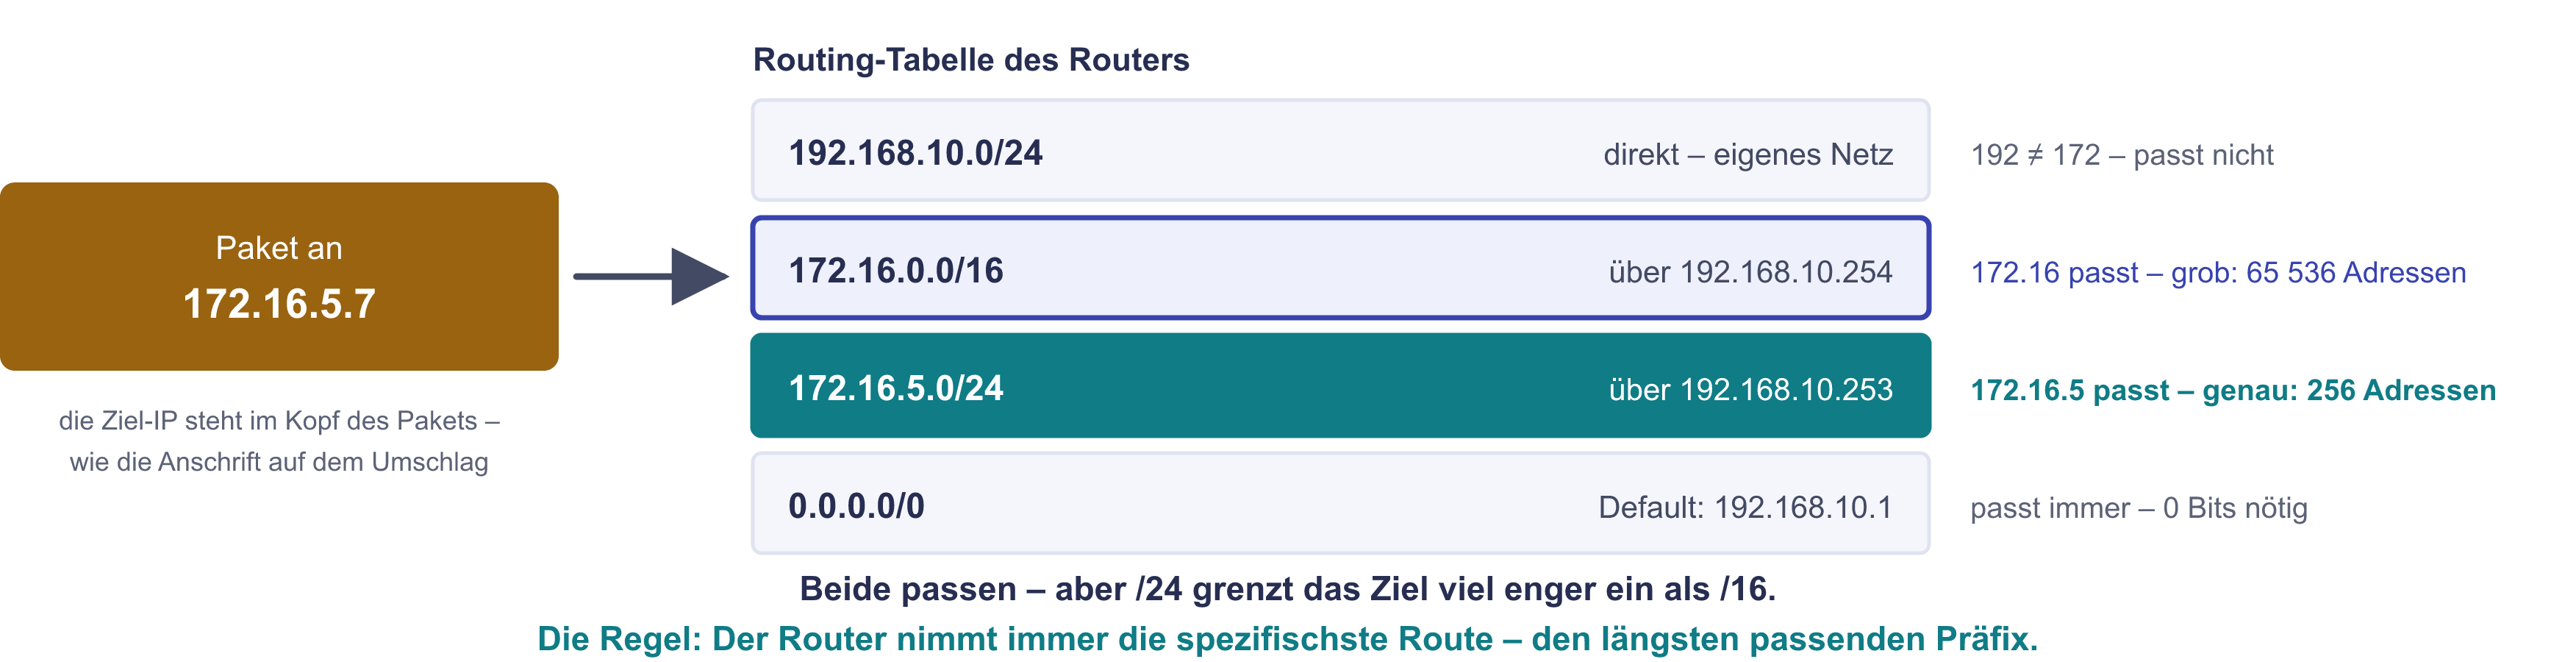 Routing-Tabelle des Routers
Paket an
172.16.5.7
die Ziel-IP steht im Kopf des Pakets –
wie die Anschrift auf dem Umschlag
192.168.10.0/24 direkt – eigenes Netz 192 ≠ 172 – passt nicht
172.16.0.0/16 über 192.168.10.254 172.16 passt – grob: 65 536 Adressen
172.16.5.0/24 über 192.168.10.253 172.16.5 passt – genau: 256 Adressen
0.0.0.0/0 Default: 192.168.10.1 passt immer – 0 Bits nötig
Beide passen – aber /24 grenzt das Ziel viel enger ein als /16.
Die Regel: Der Router nimmt immer die spezifischste Route – den längsten passenden Präfix.